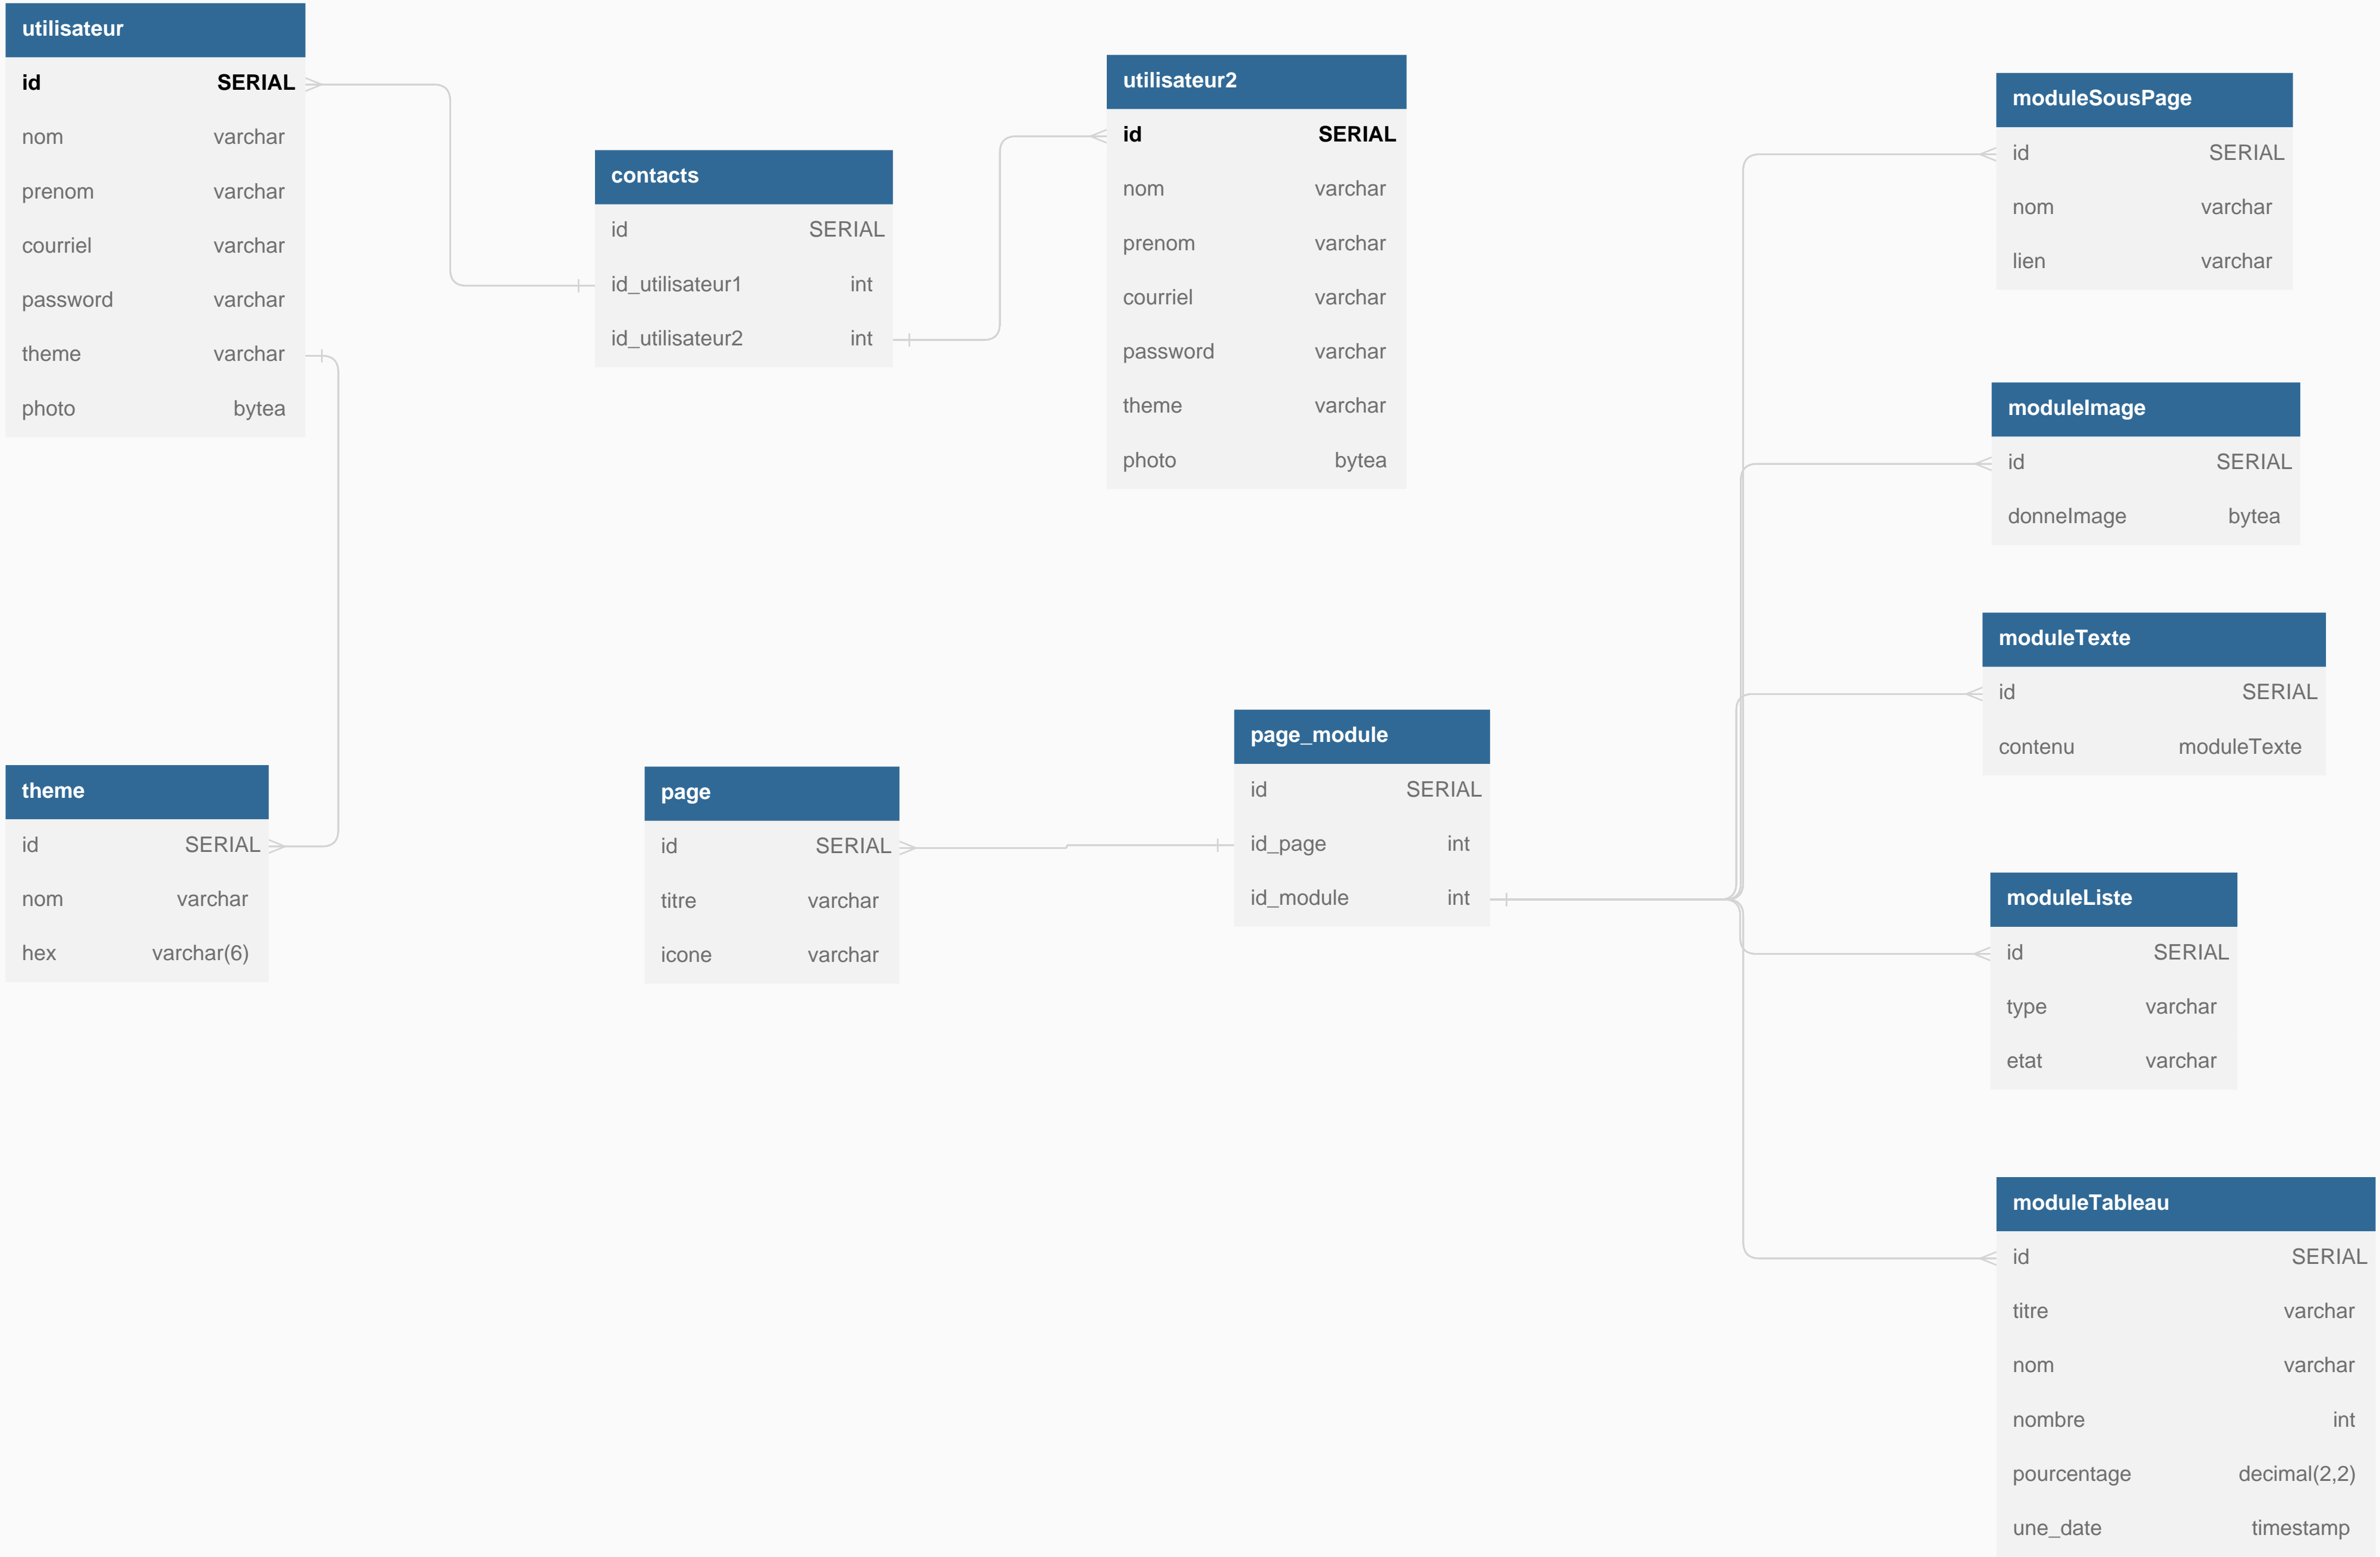 utilisateur
id SERIAL
nom varchar
prenom varchar
courriel varchar
password varchar
theme varchar
photo bytea
contacts
id SERIAL
id_utilisateur1 int
id_utilisateur2 int
utilisateur2
id SERIAL
nom varchar
prenom varchar
courriel varchar
password varchar
theme varchar
photo bytea
moduleSousPage
id SERIAL
nom varchar
lien varchar
moduleImage
id SERIAL
donneImage bytea
moduleTexte
id SERIAL
contenu moduleTexte
theme
id SERIAL
nom varchar
hex varchar(6)
page
id SERIAL
titre varchar
icone varchar
page_module
id SERIAL
id_page int
id_module int
moduleListe
id SERIAL
type varchar
etat varchar
moduleTableau
id SERIAL
titre varchar
nom varchar
nombre int
pourcentage decimal(2,2)
une_date timestamp